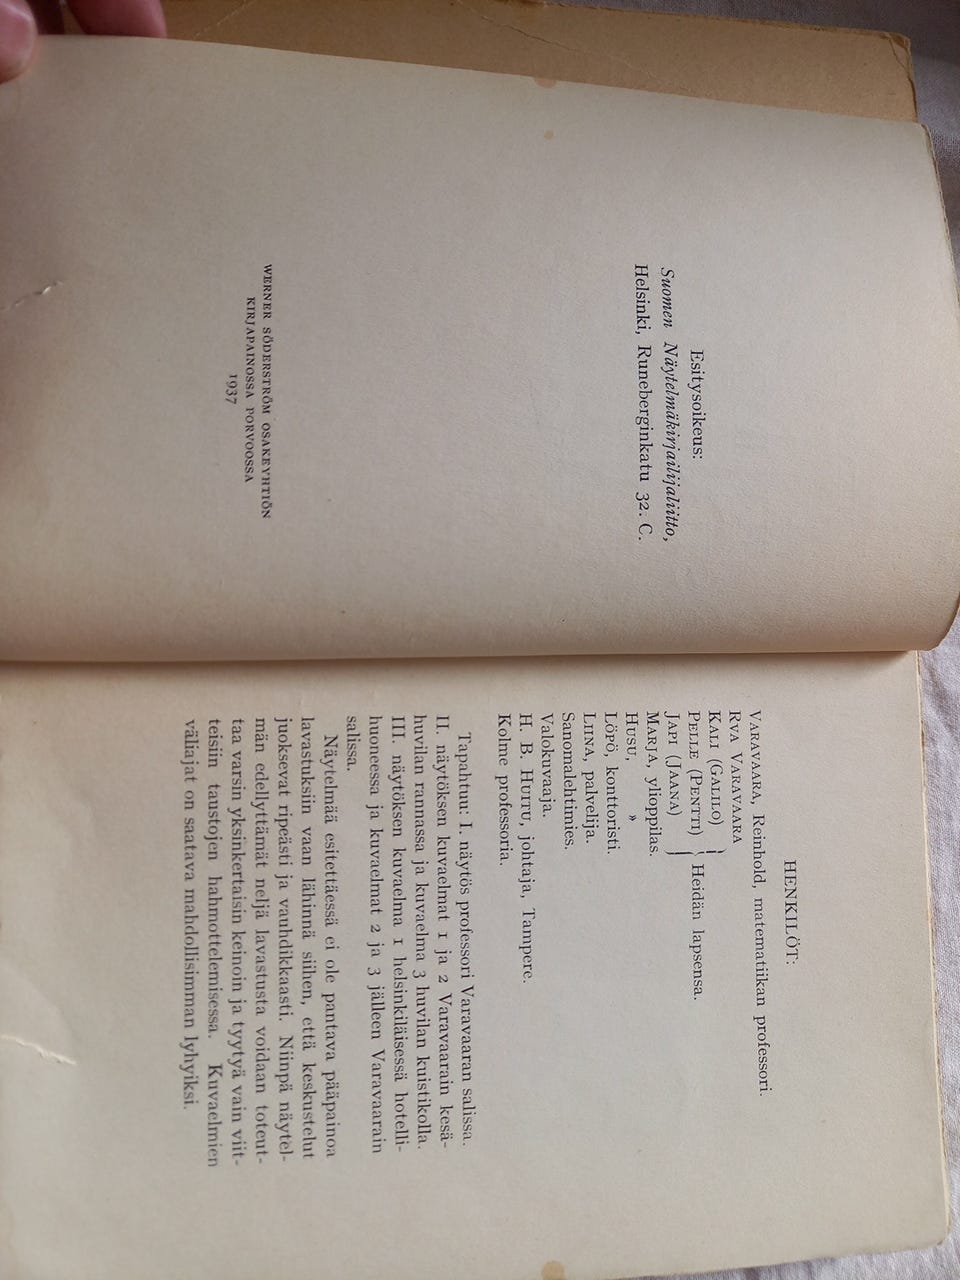 Esitysoikeus:
Suomen Näytelmäkirjailijaliitto,
Helsinki, Runeberginkatu 32. C.
WERNER SÖDERSTRÖM OSAKEYHTIÖN
KIRJAPAINOSSA PORVOOSSA
1937
HENKILÖT:
VARAVAARA, Reinhold, matematiikan professori.
RVA VARAVAARA
KALI (GALILO)
PELLE (PENTTI) } Heidän lapsensa.
JAPI (JAANA)
MARJA, ylioppilas.
HUSU, »
LÖPÖ, konttoristi.
LIINA, palvelija.
Sanomalehtimies.
Valokuvaaja.
H. B. HUTTU, johtaja, Tampere.
Kolme professoria.
Tapahtuu: I. näytös professori Varavaaran salissa.
II. näytöksen kuvaelmat 1 ja 2 Varavaarain kesä-
huvilan rannassa ja kuvaelma 3 huvilan kuistikolla.
III. näytöksen kuvaelma 1 helsinkiläisessä hotelli-
huoneessa ja kuvaelmat 2 ja 3 jälleen Varavaarain
salissa.
Näytelmää esitettäessä ei ole pantava pääpainoa
lavastuksiin vaan lähinnä siihen, että keskustelut
juoksevat ripeästi ja vauhdikkaasti. Niinpä näytel-
män edellyttämät neljä lavastusta voidaan toteut-
taa varsin yksinkertaisin keinoin ja tyytyä vain viit-
teisiin taustojen hahmottelemisessa. Kuvaelmien
väliajat on saatava mahdollisimman lyhyiksi.